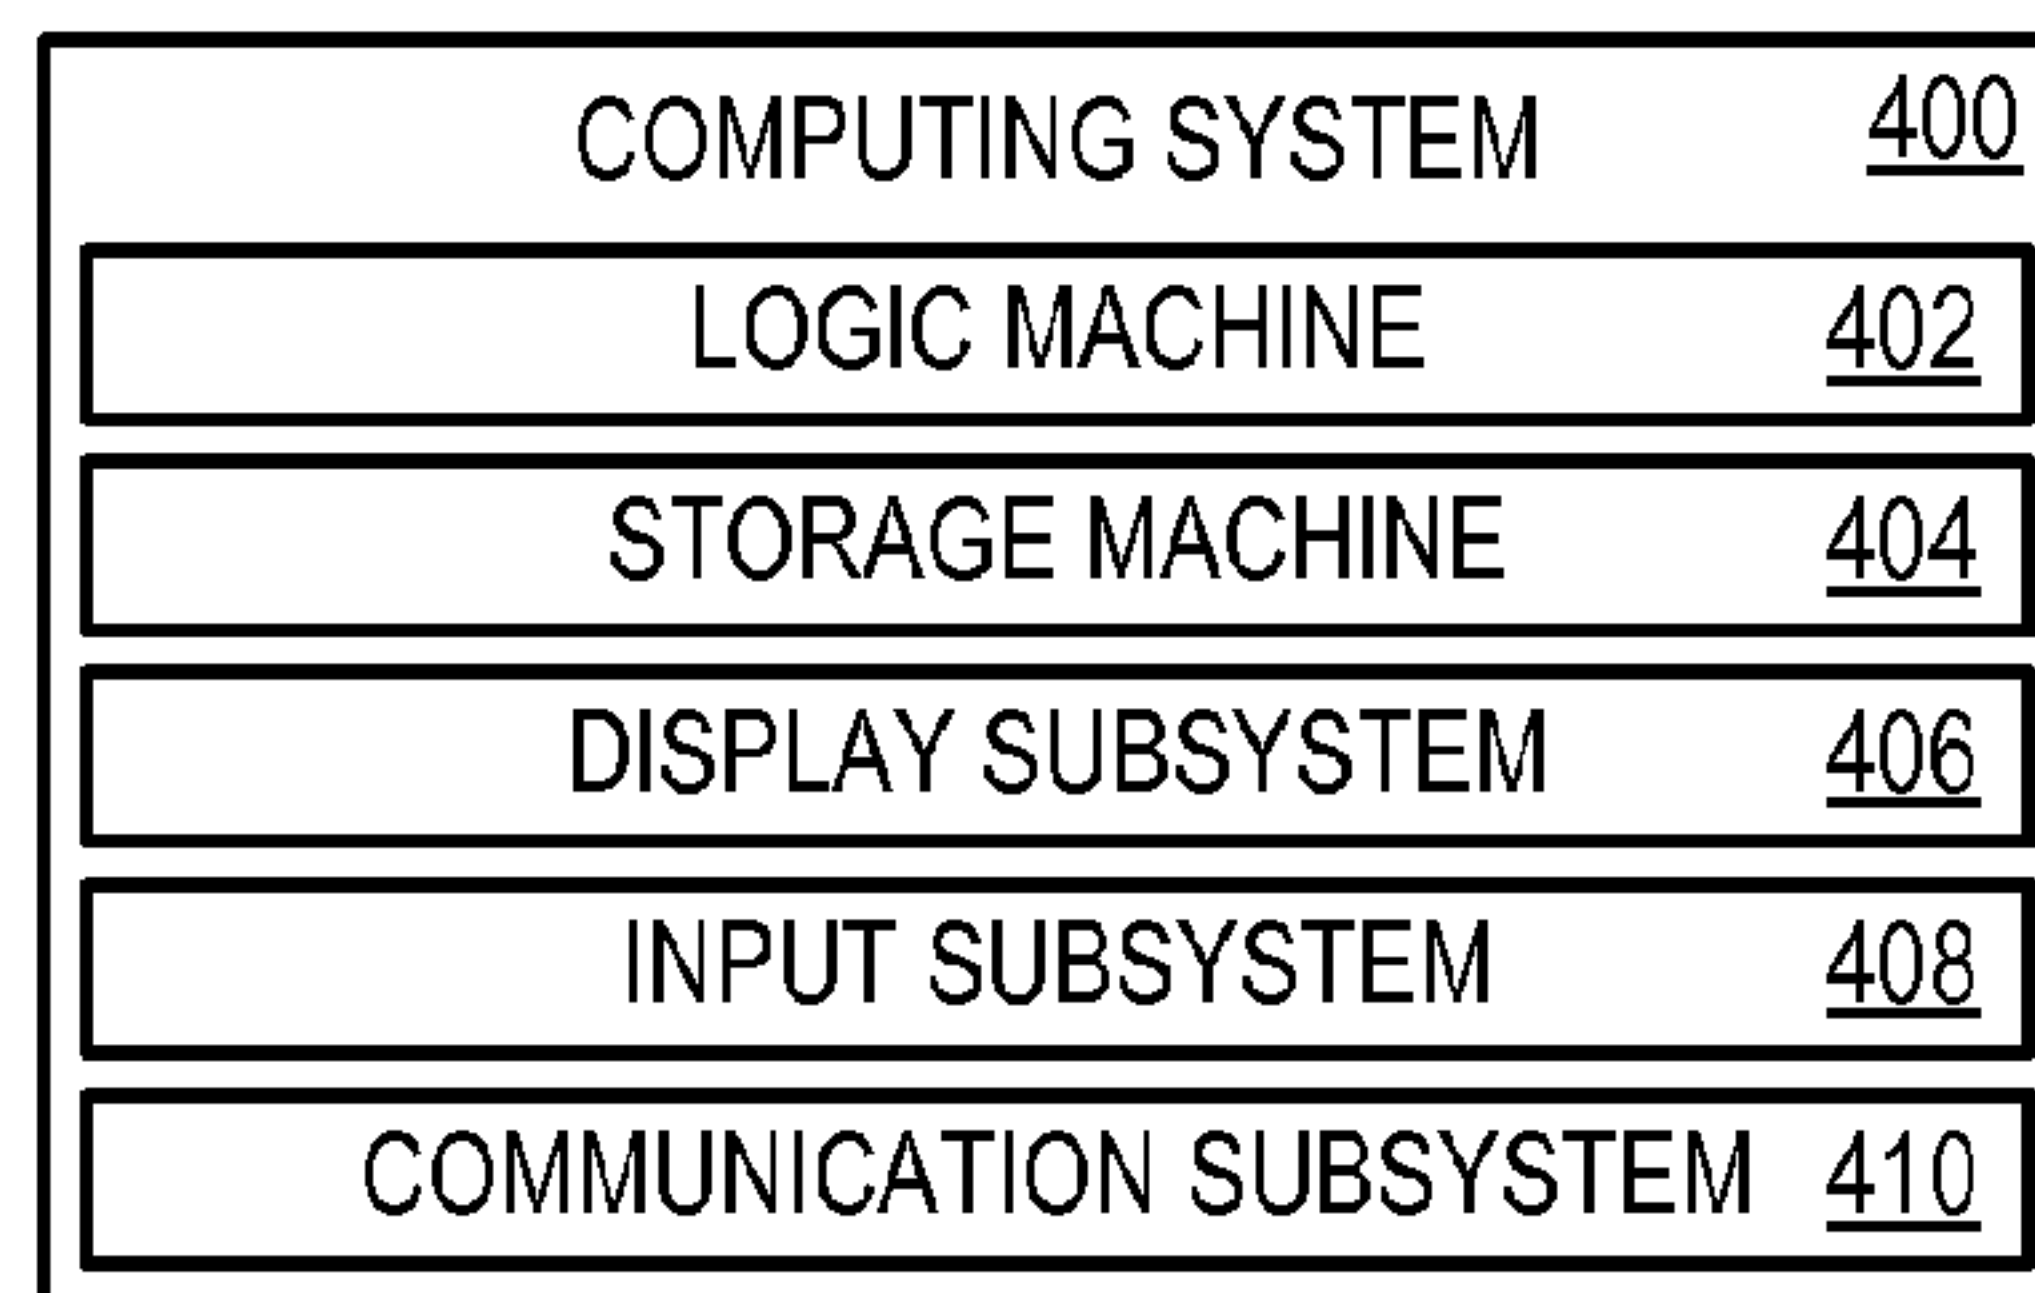 COMPUTING SYSTEM 400
LOGIC MACHINE 402
STORAGE MACHINE 404
DISPLAY SUBSYSTEM 406
INPUT SUBSYSTEM 408
COMMUNICATION SUBSYSTEM 410